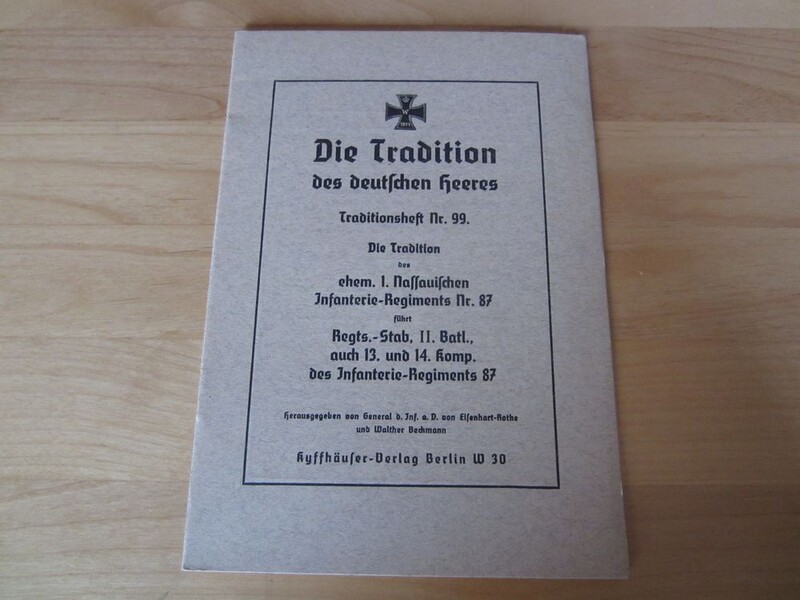 W
1914
Die Tradition
des deutſchen Heeres
Traditionsheft Nr. 99.
Die Tradition
des
ehem. 1. Naſſauiſchen
Infanterie-Regiments Nr. 87
führt
Regts.-Stab, II. Batl.,
auch 13. und 14. Komp.
des Infanterie-Regiments 87
Herausgegeben von General d. Inf. a. D. von Eiſenhart-Rothe
und Walther Beckmann
Kyffhäuſer-Verlag Berlin W 30